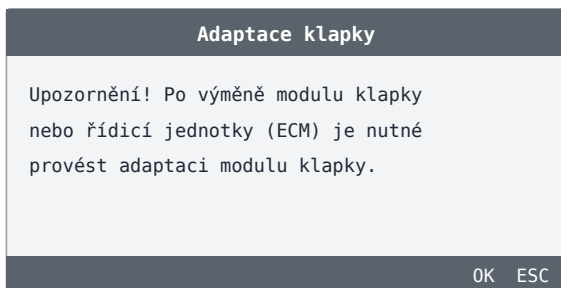 Adaptace klapky
Upozornění! Po výměně modulu klapky
nebo řídicí jednotky (ECM) je nutné
provést adaptaci modulu klapky.
OK ESC